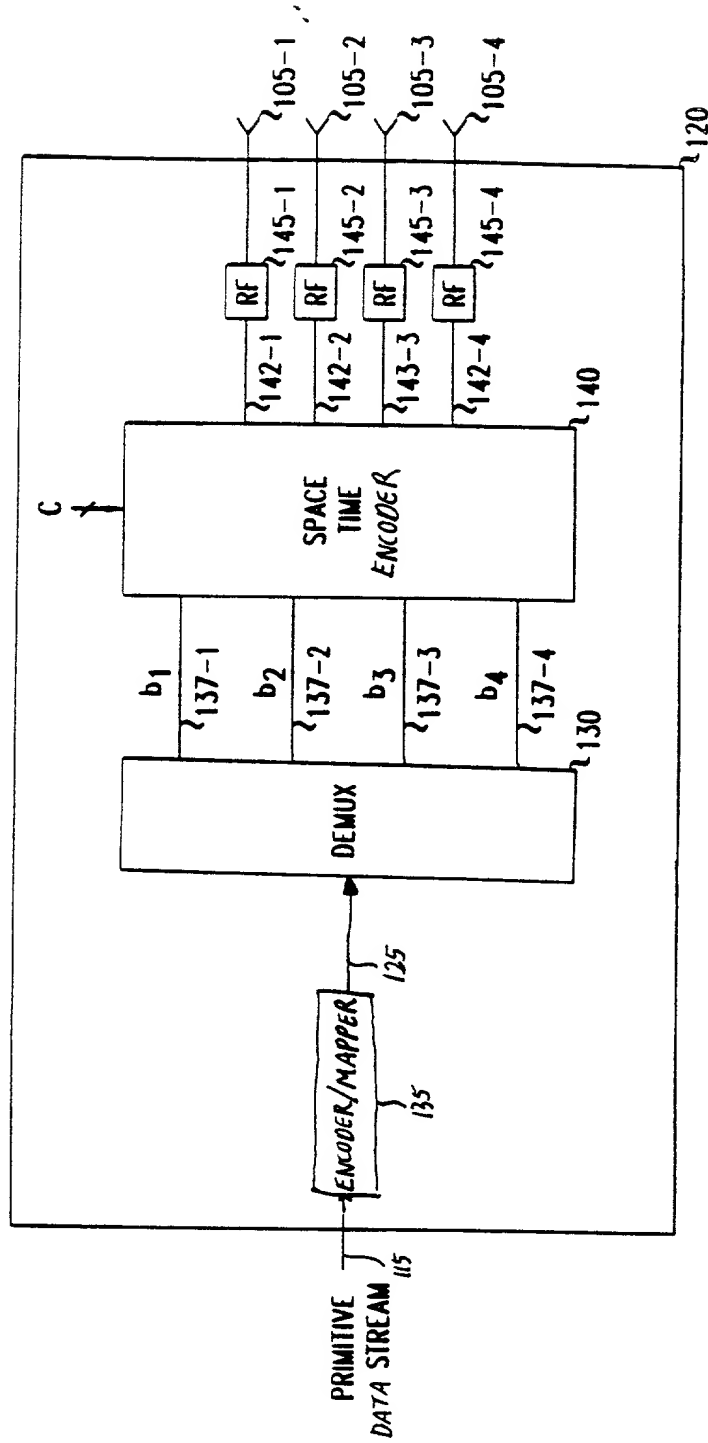 PRIMITIVE
DATA STREAM
115
ENCODER/MAPPER
135
125
DEMUX
130
b1
137-1
b2
137-2
b3
137-3
b4
137-4
C
SPACE
TIME
ENCODER
140
142-1
142-2
143-3
142-4
RF
145-1
RF
145-2
RF
145-3
RF
145-4
105-1
105-2
105-3
105-4
120